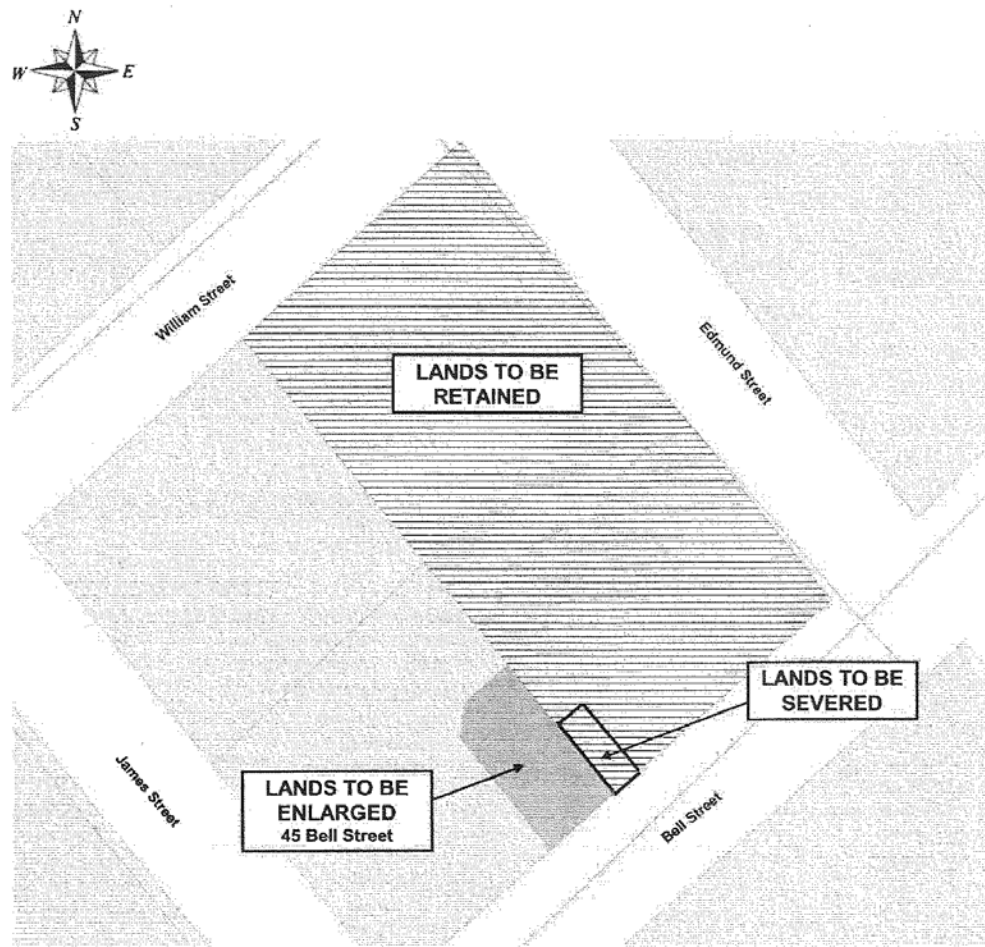 N
W E
S
William Street
Edmund Street
LANDS TO BE
RETAINED
LANDS TO BE
SEVERED
James Street
LANDS TO BE
ENLARGED
45 Bell Street
Bell Street